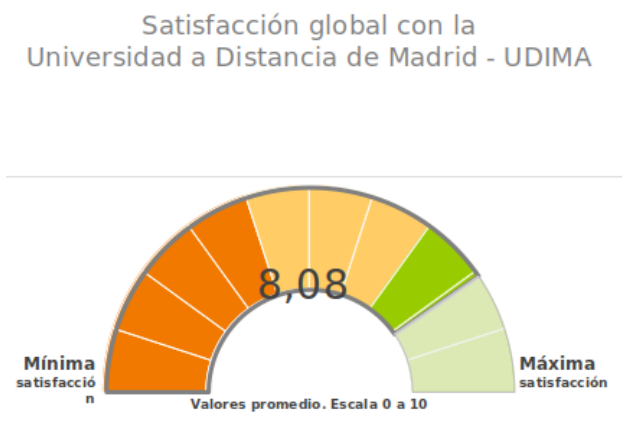 Satisfacción global con la
Universidad a Distancia de Madrid - UDIMA
8,08
Mínima
satisfacció
n
Máxima
satisfacción
Valores promedio. Escala 0 a 10